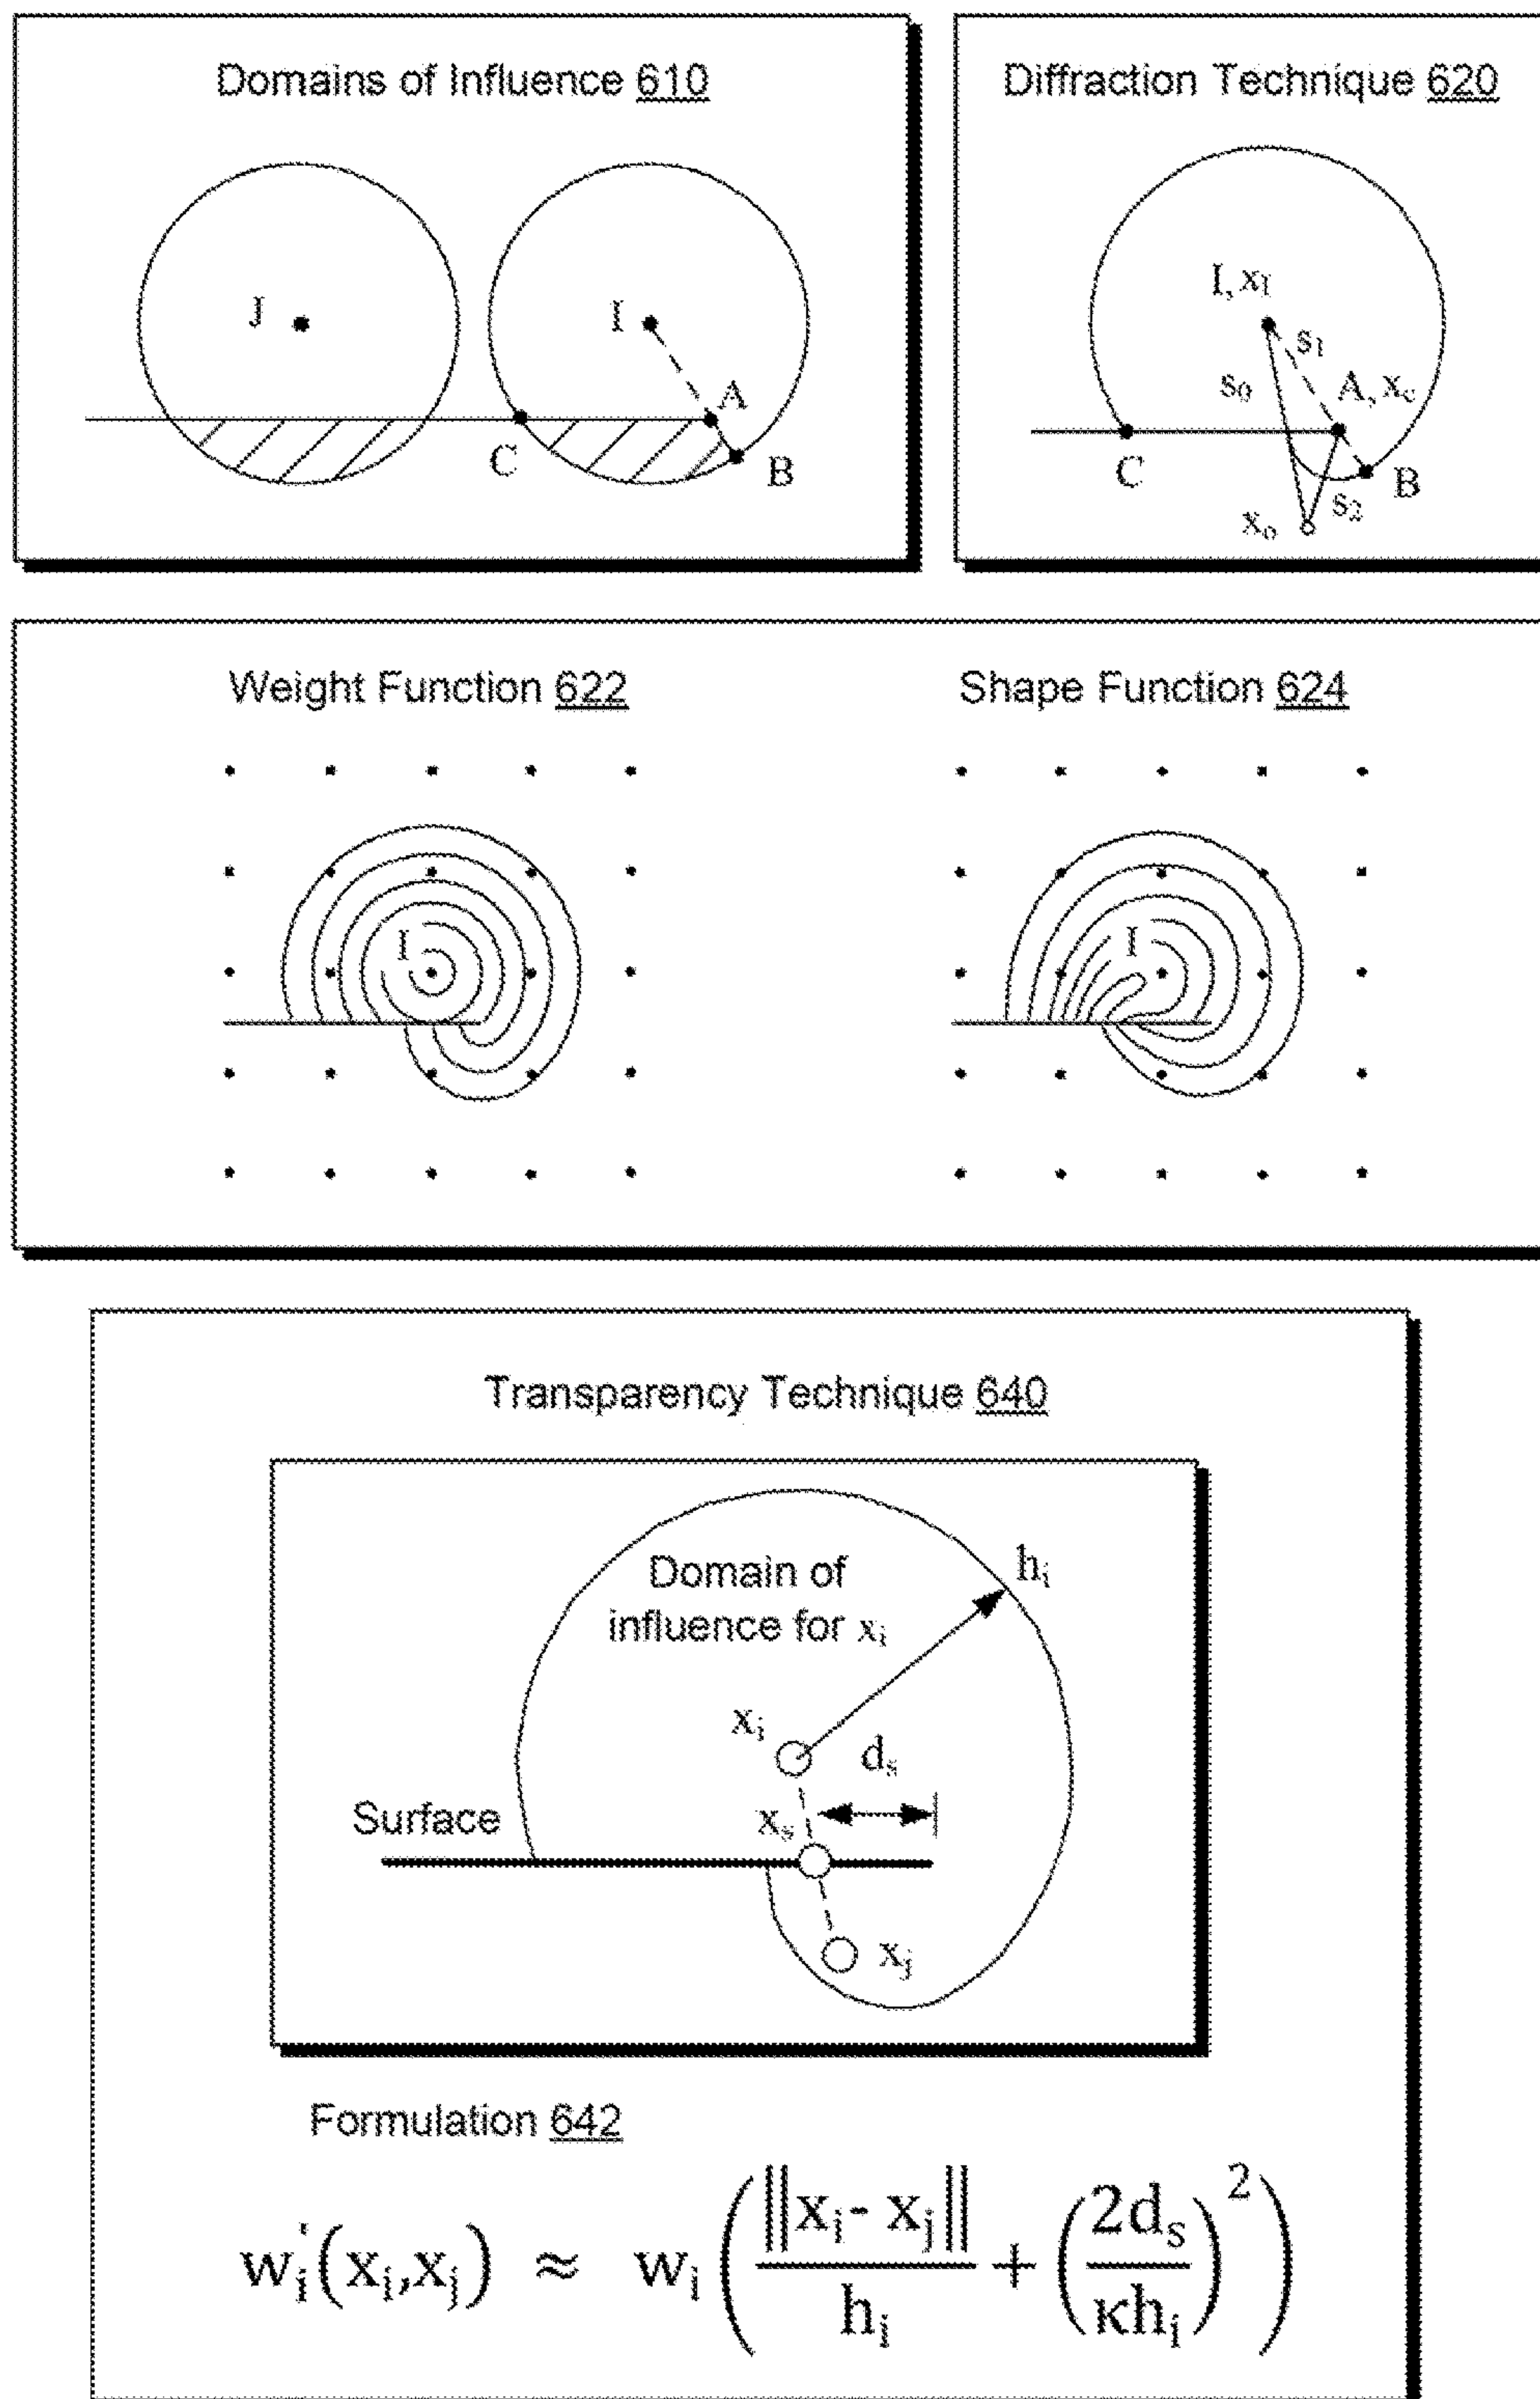 Domains of Influence 610
J
I
A
C
B
Diffraction Technique 620
I, xI
s1
s0
A, xc
C
B
s2
xo
Weight Function 622
I
Shape Function 624
I
Transparency Technique 640
Domain of
influence for xi
hi
xi
ds
Surface
xs
xj
Formulation 642
wi'(xi,xj) ≈ wi(‖xi- xj‖/hi + (2ds/κhi)²)